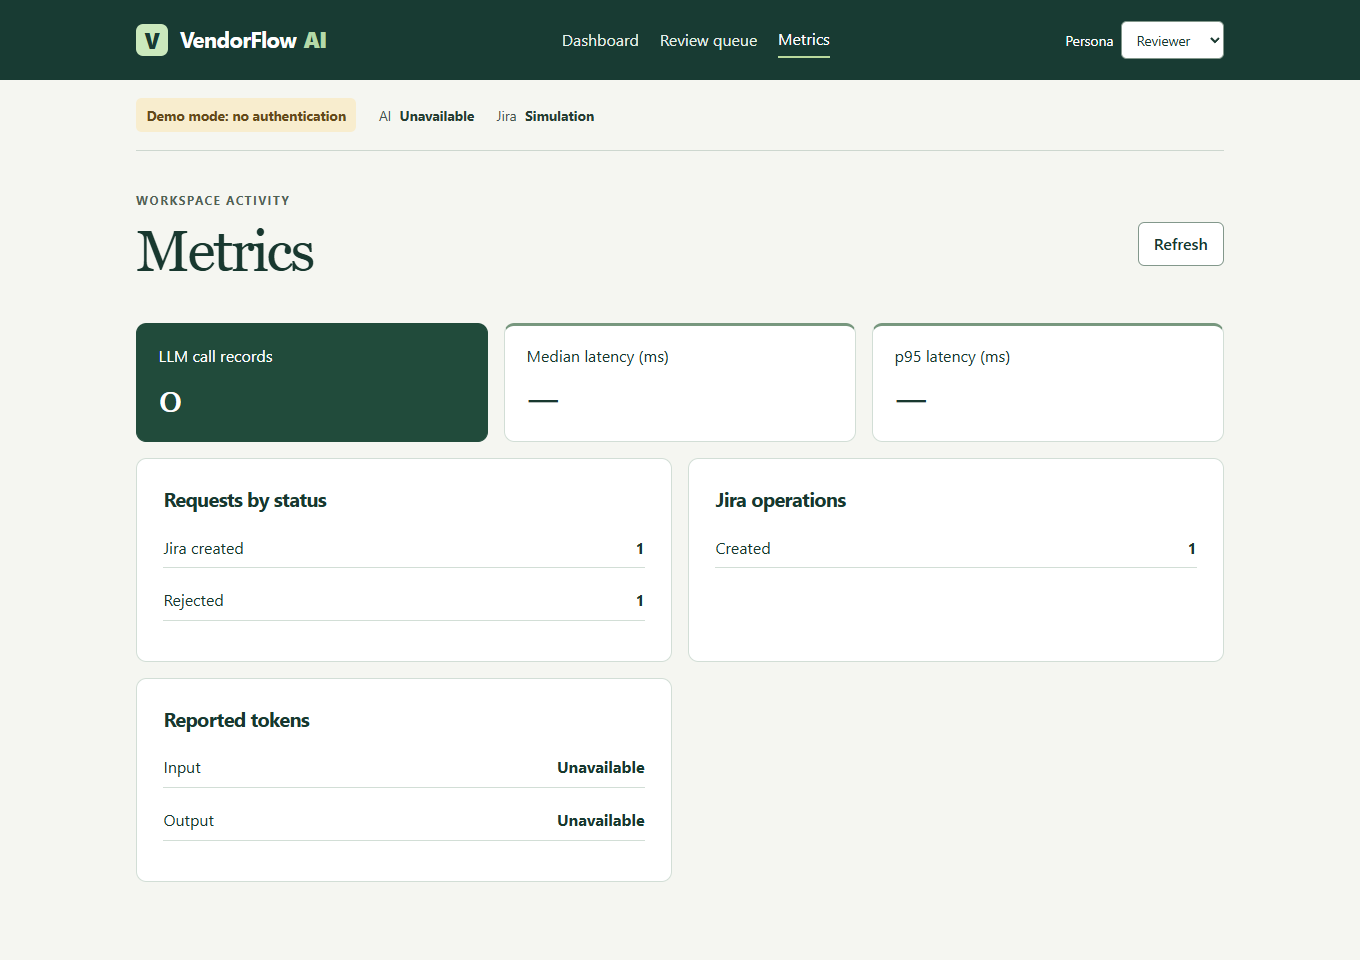 V VendorFlow AI
Dashboard Review queue Metrics
Persona Reviewer
Demo mode: no authentication AI Unavailable Jira Simulation
WORKSPACE ACTIVITY
Metrics
Refresh
LLM call records
0
Median latency (ms)
—
p95 latency (ms)
—
Requests by status
Jira created 1
Rejected 1
Jira operations
Created 1
Reported tokens
Input Unavailable
Output Unavailable